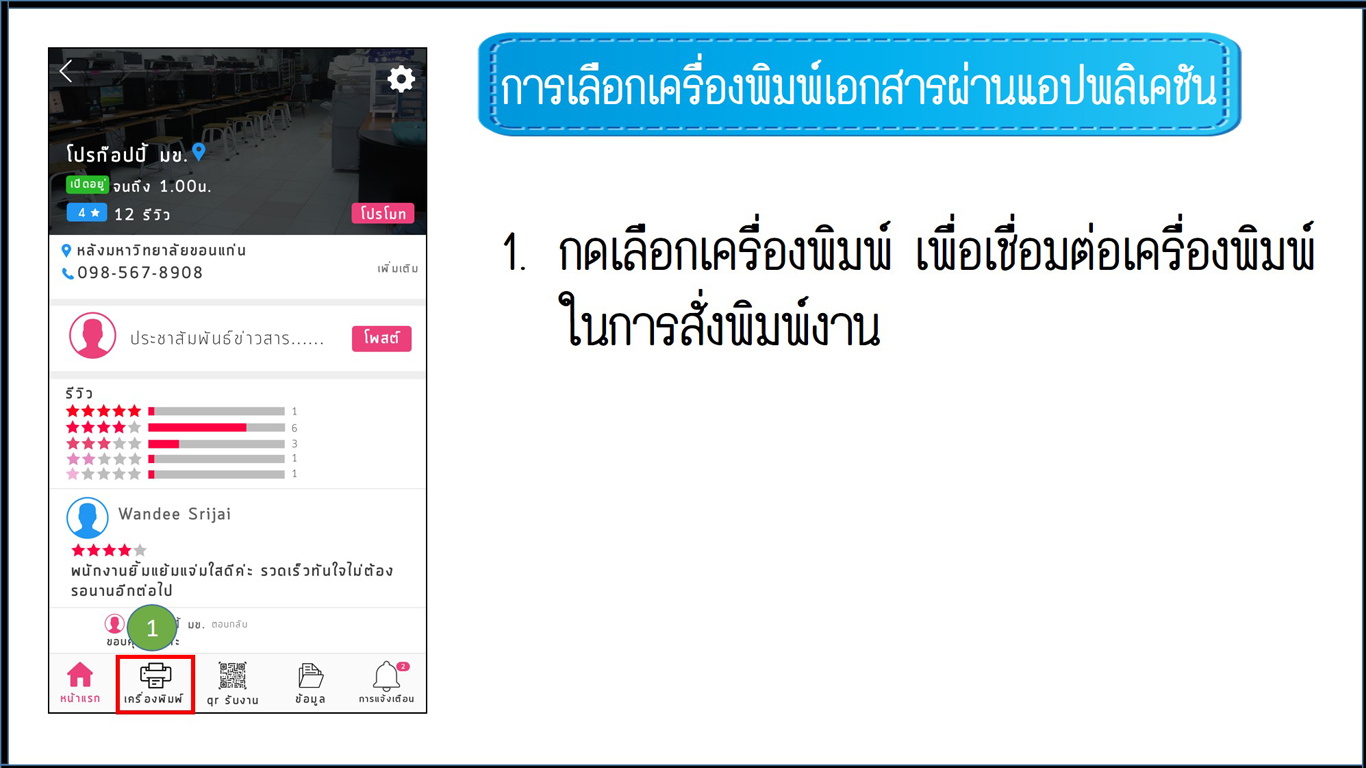 การเลือกเครื่องพิมพ์เอกสารผ่านแอปพลิเคชัน
1. กดเลือกเครื่องพิมพ์ เพื่อเชื่อมต่อเครื่องพิมพ์
ในการสั่งพิมพ์งาน
โปรก๊อปปี้ มข.
เปิดอยู่ จนถึง 1.00น.
4 ★ 12 รีวิว
โปรโมท
หลังมหาวิทยาลัยขอนแก่น
098-567-8908
เพิ่มเติม
ประชาสัมพันธ์ข่าวสาร......
โพสต์
รีวิว
1
6
3
1
1
Wandee Srijai
พนักงานยิ้มแย้มแจ่มใสดีค่ะ รวดเร็วทันใจไม่ต้อง
รอนานอีกต่อไป
มข. ตอบกลับ
1
หน้าแรก
เครื่องพิมพ์
qr รับงาน
ข้อมูล
2
การแจ้งเตือน